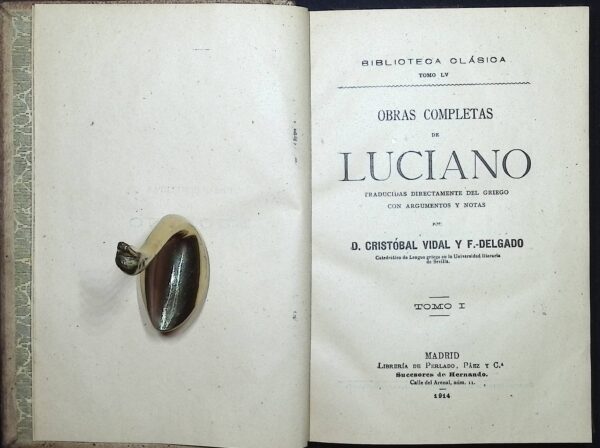 BIBLIOTECA CLÁSICA
TOMO LV
OBRAS COMPLETAS
DE
LUCIANO
TRADUCIDAS DIRECTAMENTE DEL GRIEGO
CON ARGUMENTOS Y NOTAS
POR
D. CRISTÓBAL VIDAL Y F.-DELGADO
Catedrático de Lengua griega en la Universidad literaria
de Sevilla.
TOMO I
MADRID
LIBRERÍA DE PERLADO, PÁEZ Y C.ª
Sucesores de Hernando.
Calle del Arenal, núm. 11.
1914